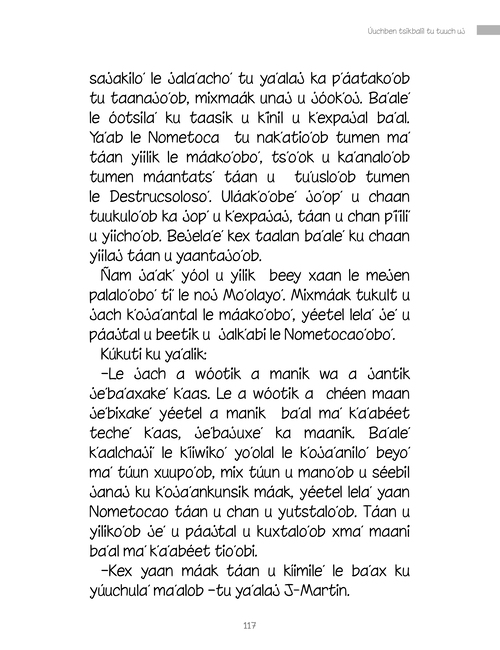 Úuchben tsikbalil tu tuuch uj
sajakilo' le jala'acho' tu ya'alaj ka p'áatako'ob
tu taanajo'ob, mixmaák unaj u jóok'oj. Ba'ale'
le óotsila' ku taasik u k'inil u k'expajal ba'al.
Ya'ab le Nometoca tu nak'atio'ob tumen ma'
táan yiilik le máako'obo', ts'o'ok u ka'analo'ob
tumen máantats' táan u tu'uslo'ob tumen
le Destrucsoloso'. Uláak'o'obe' jo'op' u chaan
tuukulo'ob ka jop' u k'expajaj, táan u chan p'iili'
u yiicho'ob. Bejela'e' kex taalan ba'ale' ku chaan
yiilaj táan u yaantajo'ob.
Ñam ja'ak' yóol u yilik beey xaan le mejen
palalo'obo' ti' le noj Mo'olayo'. Mixmaák tukult u
jach k'oja'antal le máako'obo', yéetel lela' je' u
páajtal u beetik u jalk'abi le Nometocao'obo'.
Kúkuti ku ya'alik:
–Le jach a wóotik a manik wa a jantik
je'ba'axake' k'aas. Le a wóotik a chéen maan
je'bixake' yéetel a manik ba'al ma' k'a'abéet
teche' k'aas, je'bajuxe' ka maanik. Ba'ale'
k'aalchaji' le k'iiwiko' yo'olal le k'oja'anilo' beyo'
ma' túun xuupo'ob, mix túun u mano'ob u séebil
janaj ku k'oja'ankunsik máak, yéetel lela' yaan
Nometocao táan u chan u yutstalo'ob. Táan u
yiliko'ob je' u páajtal u kuxtalo'ob xma' maani
ba'al ma' k'a'abéet tio'obi.
–Kex yaan máak táan u kíimile' le ba'ax ku
yúuchula' ma'alob –tu ya'alaj J-Martin.
117